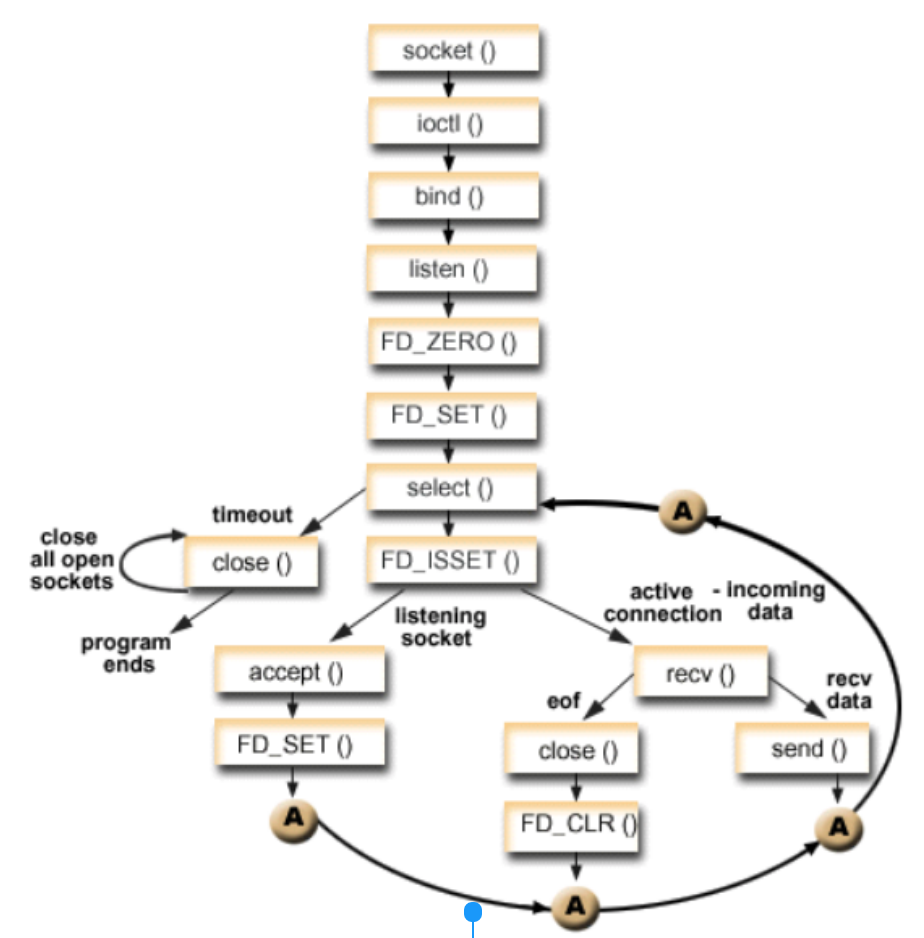 socket ()
ioctl ()
bind ()
listen ()
FD_ZERO ()
FD_SET ()
select ()
A
timeout
close
all open
sockets
close ()
FD_ISSET ()
program
ends
listening
socket
active
connection
- incoming
data
accept ()
recv ()
eof
recv
data
FD_SET ()
close ()
send ()
A
FD_CLR ()
A
A